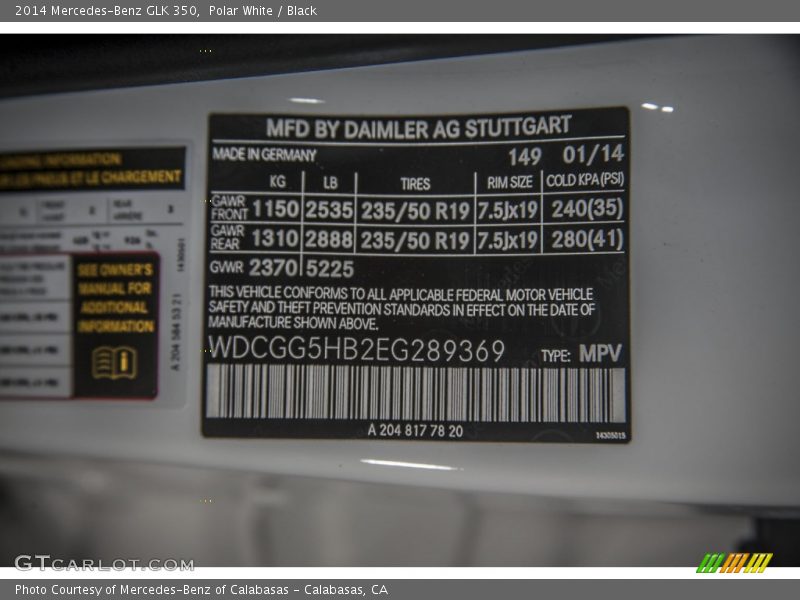 2014 Mercedes-Benz GLK 350,  Polar White / Black
MFD BY DAIMLER AG STUTTGART
MADE IN GERMANY 149 01/14
KG LB TIRES RIM SIZE COLD KPA(PSI)
GAWR FRONT 1150 2535 235/50 R19 7.5Jx19 240(35)
GAWR REAR 1310 2888 235/50 R19 7.5Jx19 280(41)
GWR 2370 5225
THIS VEHICLE CONFORMS TO ALL APPLICABLE FEDERAL MOTOR VEHICLE
SAFETY AND THEFT PREVENTION STANDARDS IN EFFECT ON THE DATE OF
MANUFACTURE SHOWN ABOVE.
WDCGG5HB2EG289369 TYPE: MPV
A 204 817 78 20
14305015
INFORMATION
ET LE CHARGEMENT
SEE OWNER'S
MANUAL FOR
ADDITIONAL
INFORMATION
A 204 584 53 21
GTCARLOT.COM
Photo Courtesy of Mercedes-Benz of Calabasas - Calabasas, CA